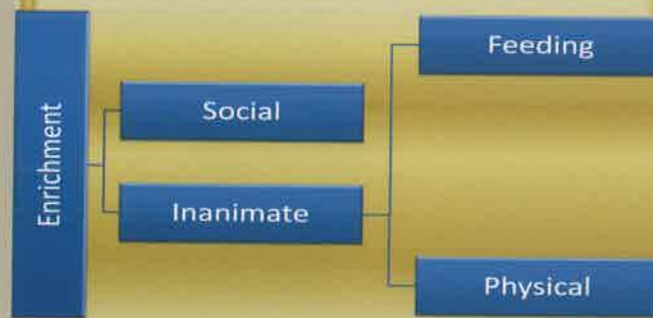 Enrichment
Social
Inanimate
Feeding
Physical